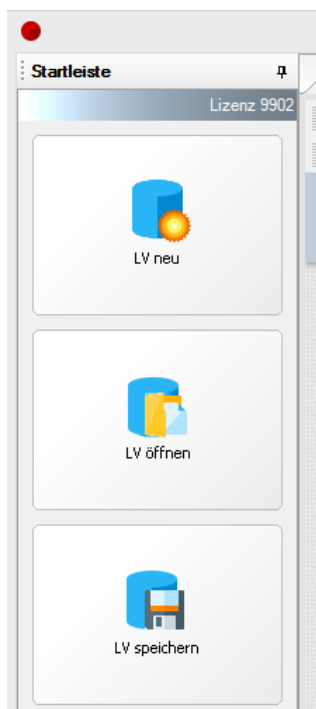 Startleiste
Lizenz 9902
LV neu
LV öffnen
LV speichern